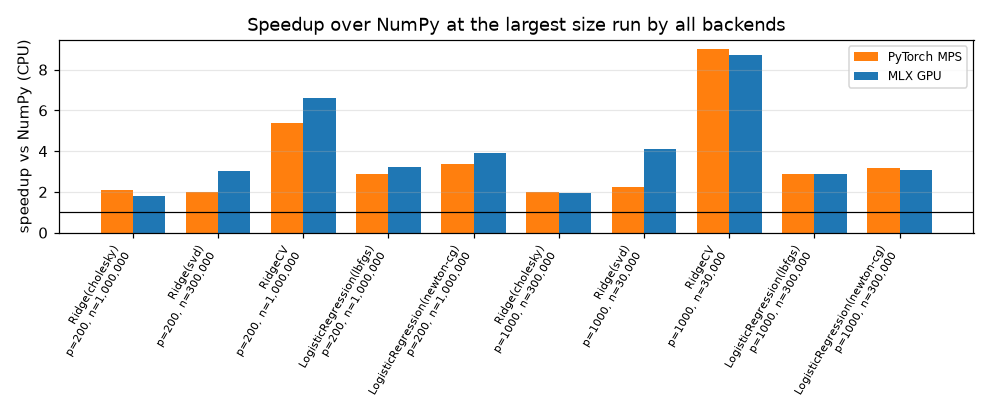 Speedup over NumPy at the largest size run by all backends
speedup vs NumPy (CPU)
8
6
4
2
0
PyTorch MPS
MLX GPU
Ridge(cholesky)
p=200, n=1,000,000
Ridge(svd)
p=200, n=300,000
RidgeCV
p=200, n=1,000,000
LogisticRegression(lbfgs)
p=200, n=1,000,000
LogisticRegression(newton-cg)
p=200, n=1,000,000
Ridge(cholesky)
p=1000, n=300,000
Ridge(svd)
p=1000, n=30,000
RidgeCV
p=1000, n=30,000
LogisticRegression(lbfgs)
p=1000, n=300,000
LogisticRegression(newton-cg)
p=1000, n=300,000